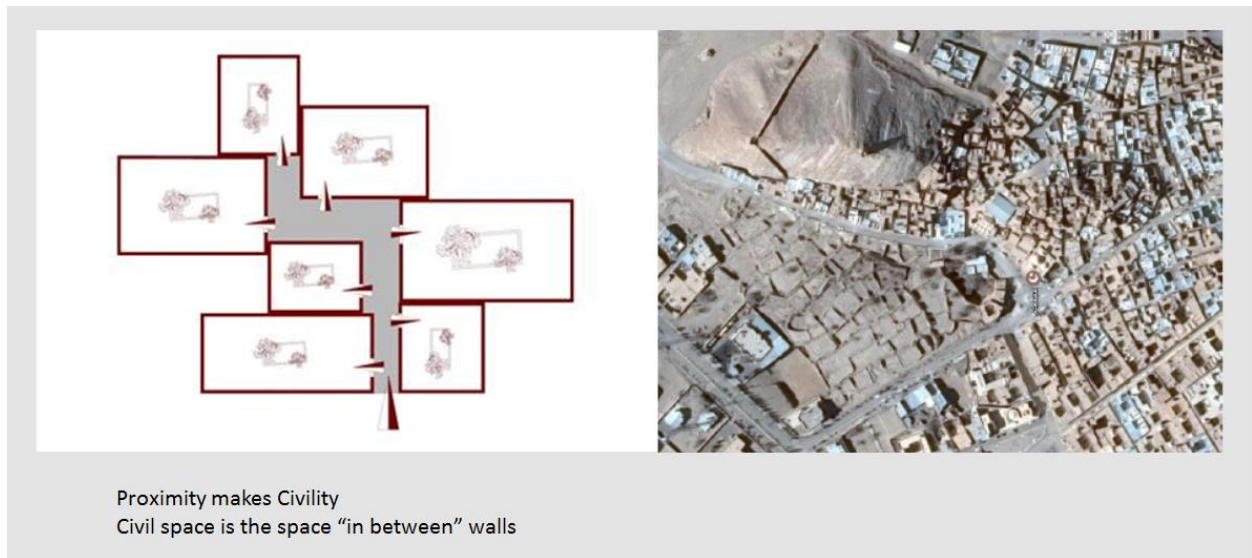 Proximity makes Civility
Civil space is the space “in between” walls